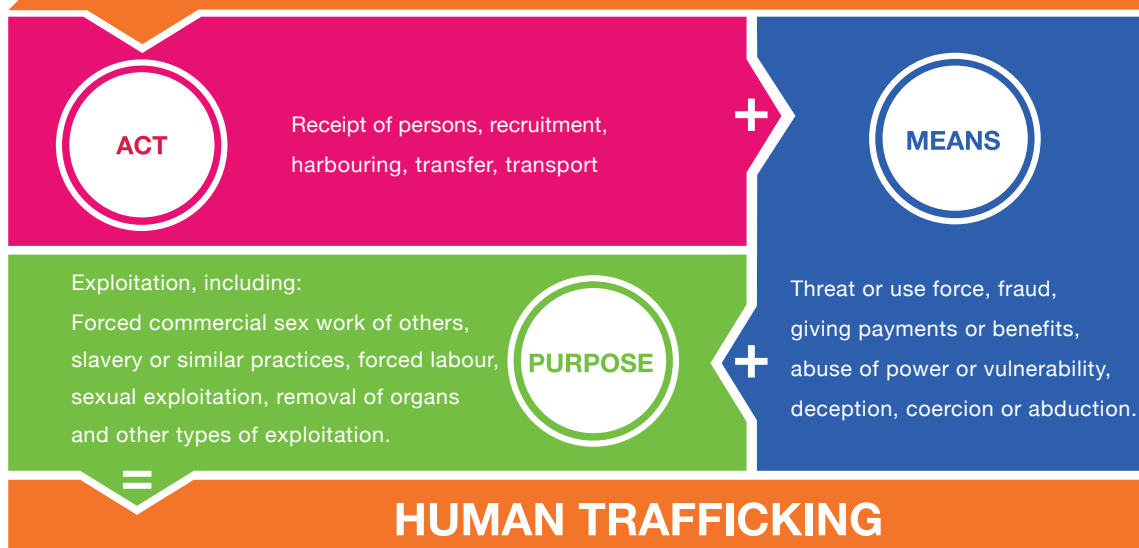 ACT
Receipt of persons, recruitment,
harbouring, transfer, transport
+
MEANS
Threat or use force, fraud,
giving payments or benefits,
abuse of power or vulnerability,
deception, coercion or abduction.
+
PURPOSE
Exploitation, including:
Forced commercial sex work of others,
slavery or similar practices, forced labour,
sexual exploitation, removal of organs
and other types of exploitation.
=
HUMAN TRAFFICKING